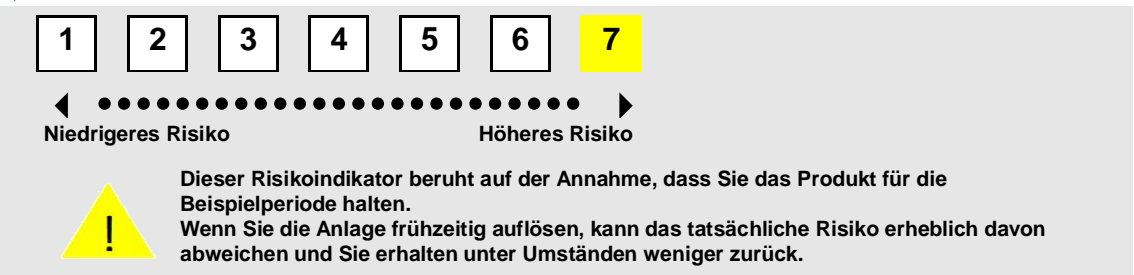 1 2 3 4 5 6 7
Niedrigeres Risiko Höheres Risiko
Dieser Risikoindikator beruht auf der Annahme, dass Sie das Produkt für die
Beispielperiode halten.
Wenn Sie die Anlage frühzeitig auflösen, kann das tatsächliche Risiko erheblich davon
abweichen und Sie erhalten unter Umständen weniger zurück.
!